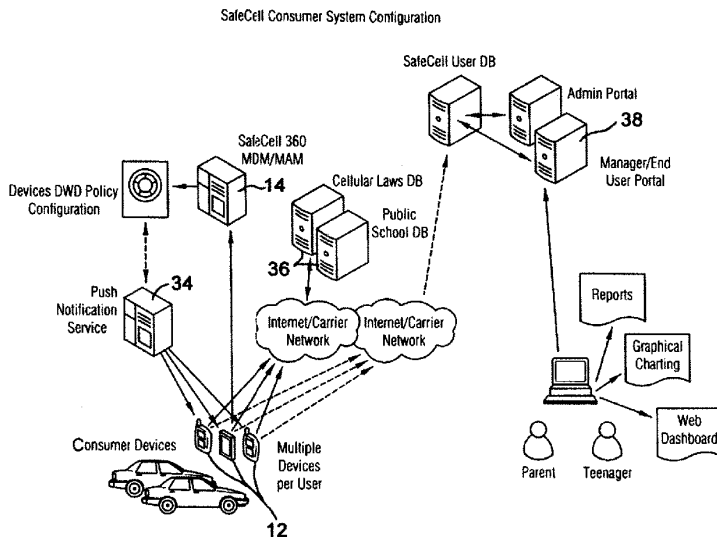 SafeCell Consumer System Configuration
SafeCell User DB
Admin Portal
38
Manager/End
User Portal
SafeCell 360
MDM/MAM
14
Devices DWD Policy
Configuration
Cellular Laws DB
Public
School DB
36
34
Push
Notification
Service
Internet/Carrier
Network
Internet/Carrier
Network
Reports
Graphical
Charting
Web
Dashboard
Parent
Teenager
Consumer Devices
Multiple
Devices
per User
12